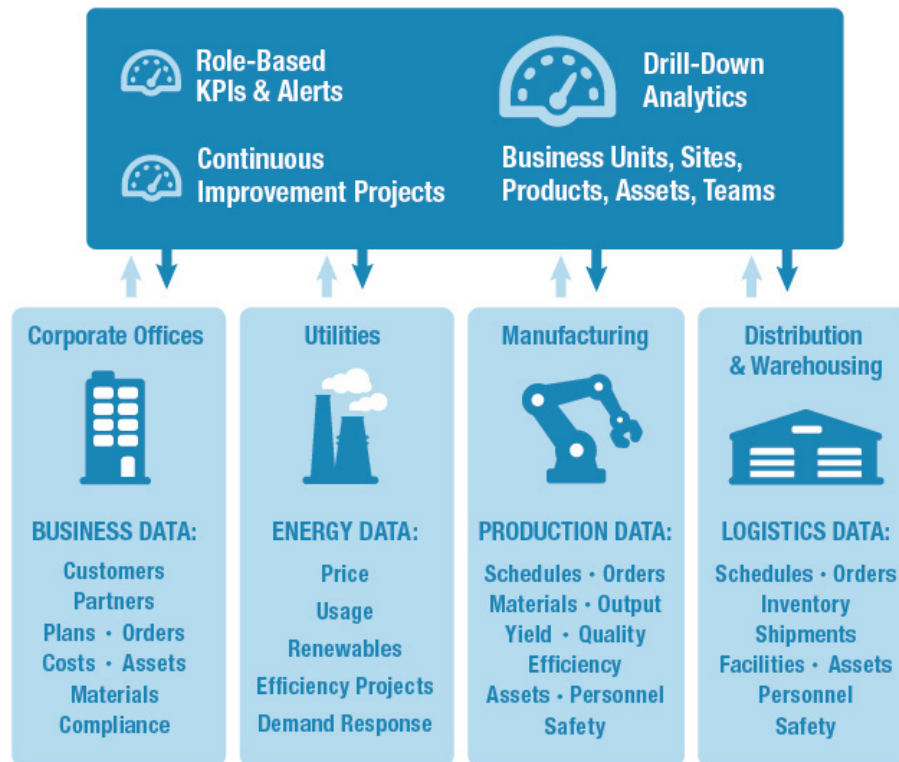 Role-Based
KPIs & Alerts
Continuous
Improvement Projects
Drill-Down
Analytics
Business Units, Sites,
Products, Assets, Teams
Corporate Offices
BUSINESS DATA:
Customers
Partners
Plans • Orders
Costs • Assets
Materials
Compliance
Utilities
ENERGY DATA:
Price
Usage
Renewables
Efficiency Projects
Demand Response
Manufacturing
PRODUCTION DATA:
Schedules • Orders
Materials • Output
Yield • Quality
Efficiency
Assets • Personnel
Safety
Distribution
& Warehousing
LOGISTICS DATA:
Schedules • Orders
Inventory
Shipments
Facilities • Assets
Personnel
Safety